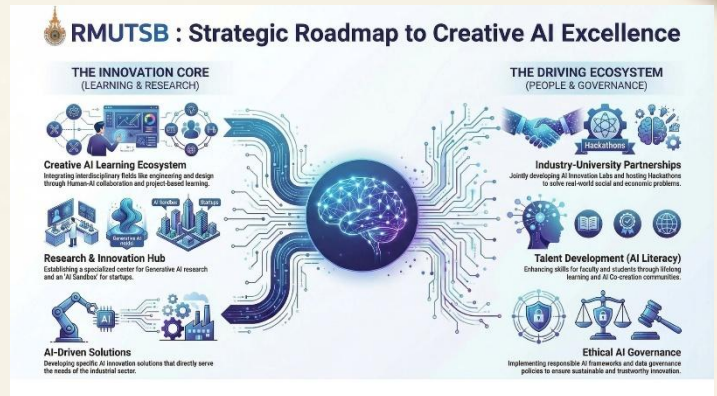 RMUTSB : Strategic Roadmap to Creative AI Excellence
THE INNOVATION CORE
(LEARNING & RESEARCH)
Creative AI Learning Ecosystem
Integrating interdisciplinary fields like engineering and design
through Human-AI collaboration and project-based learning.
AI Sandbox
Startups
Generative AI
Research & Innovation Hub
Establishing a specialized center for Generative AI research
and an 'AI Sandbox' for startups.
AI
AI-Driven Solutions
Developing specific AI innovation solutions that directly serve
the needs of the industrial sector.
THE DRIVING ECOSYSTEM
(PEOPLE & GOVERNANCE)
Hackathons
Industry-University Partnerships
Jointly developing AI Innovation Labs and hosting Hackathons
to solve real-world social and economic problems.
Talent Development (AI Literacy)
Enhancing skills for faculty and students through lifelong
learning and AI Co-creation communities.
Ethical AI Governance
Implementing responsible AI frameworks and data governance
policies to ensure sustainable and trustworthy innovation.